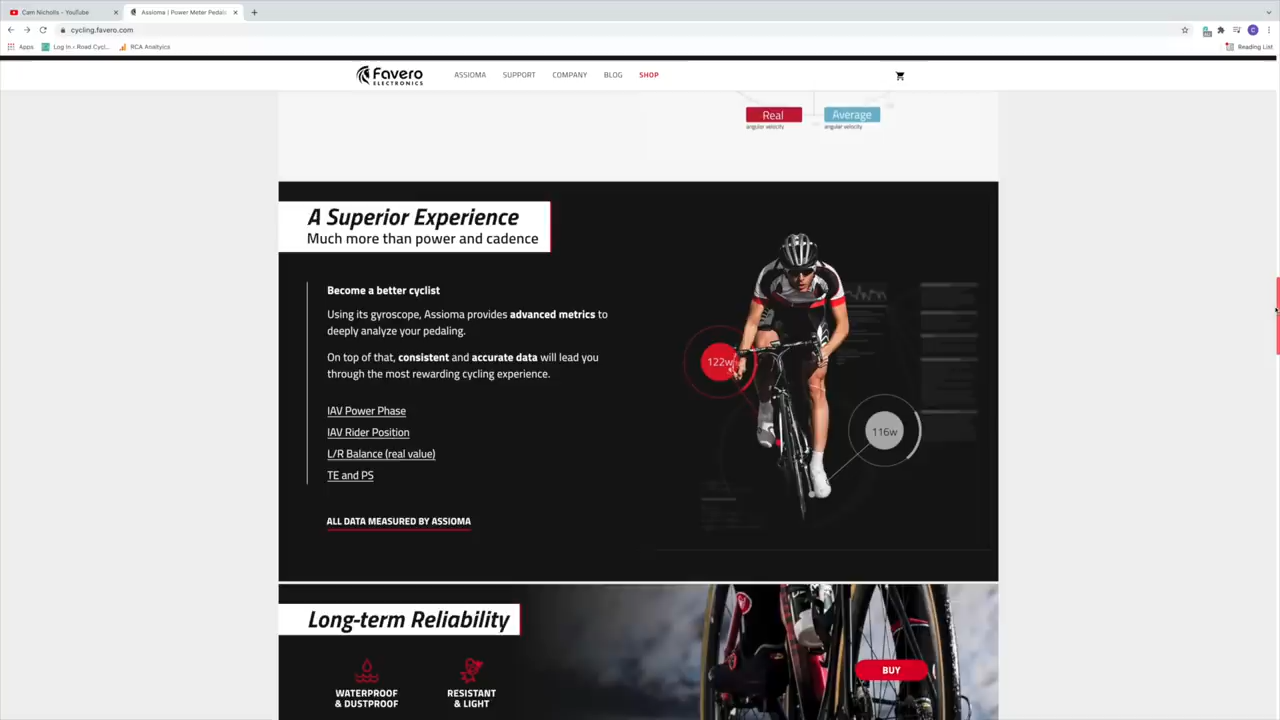 Cam Nicholls - YouTube
Assioma | Power Meter Pedals
cycling.favero.com
Apps
Log In ‹ Road Cycl...
RCA Analtyics
Reading List
Favero
ELECTRONICS
ASSIOMA
SUPPORT
COMPANY
BLOG
SHOP
Real
angular velocity
Average
angular velocity
A Superior Experience
Much more than power and cadence
Become a better cyclist
Using its gyroscope, Assioma provides advanced metrics to
deeply analyze your pedaling.
On top of that, consistent and accurate data will lead you
through the most rewarding cycling experience.
IAV Power Phase
IAV Rider Position
L/R Balance (real value)
TE and PS
ALL DATA MEASURED BY ASSIOMA
122w
116w
Long-term Reliability
WATERPROOF
& DUSTPROOF
RESISTANT
& LIGHT
BUY